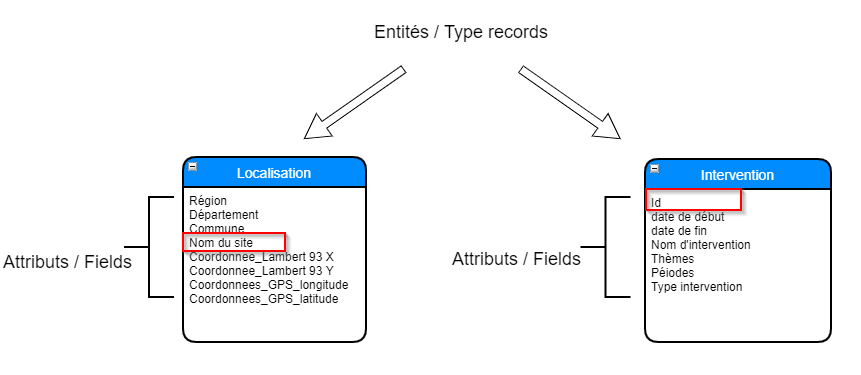 Entités / Type records
Localisation
Région
Département
Commune
Nom du site
Coordonnee_Lambert 93 X
Coordonnee_Lambert 93 Y
Coordonnees_GPS_longitude
Coordonnees_GPS_latitude
Attributs / Fields
Intervention
Id
date de début
date de fin
Nom d'intervention
Thèmes
Péiodes
Type intervention
Attributs / Fields